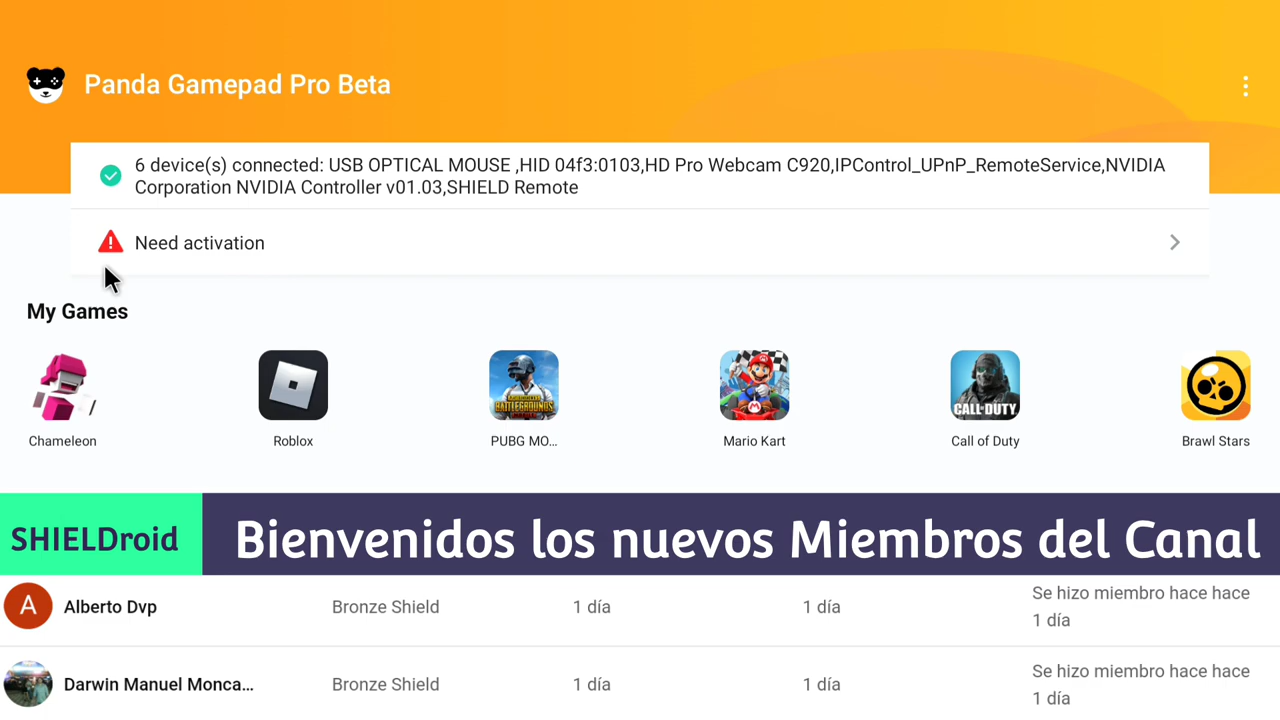 Panda Gamepad Pro Beta
6 device(s) connected: USB OPTICAL MOUSE ,HID 04f3:0103,HD Pro Webcam C920,IPControl_UPnP_RemoteService,NVIDIA
Corporation NVIDIA Controller v01.03,SHIELD Remote
Need activation
My Games
CALL OF DUTY
Chameleon
Roblox
PUBG MO...
Mario Kart
Call of Duty
Brawl Stars
SHIELDroid
Bienvenidos los nuevos Miembros del Canal
A
Alberto Dvp
Bronze Shield
1 día
1 día
Se hizo miembro hace hace
1 día
Darwin Manuel Monca...
Bronze Shield
1 día
1 día
Se hizo miembro hace hace
1 día